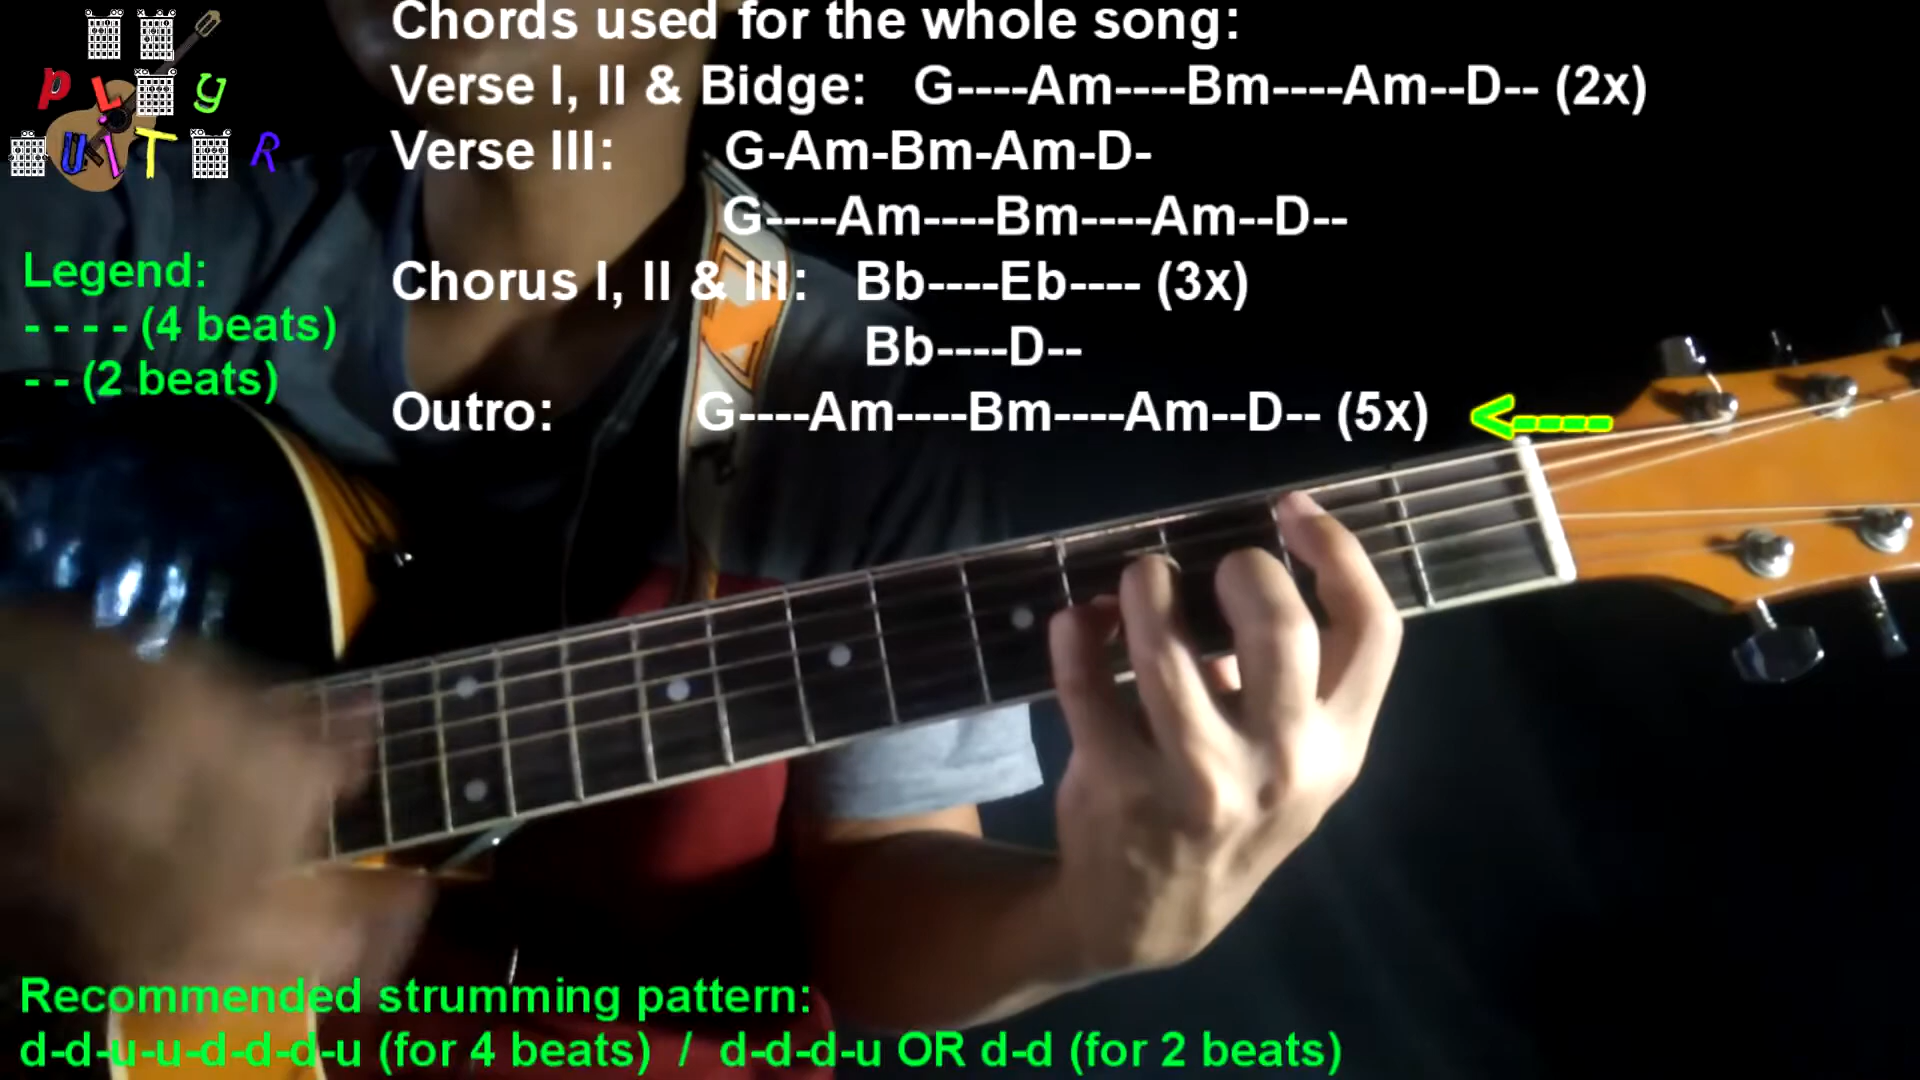 PLAY
GUITAR
Chords used for the whole song:
Verse I, II & Bidge: G----Am----Bm----Am--D-- (2x)
Verse III: G-Am-Bm-Am-D-
G----Am----Bm----Am--D--
Legend:
- - - - (4 beats)
- - (2 beats)
Chorus I, II & III: Bb----Eb---- (3x)
Bb----D--
Outro: G----Am----Bm----Am--D-- (5x) <----
Recommended strumming pattern:
d-d-u-u-d-d-d-u (for 4 beats) / d-d-d-u OR d-d (for 2 beats)